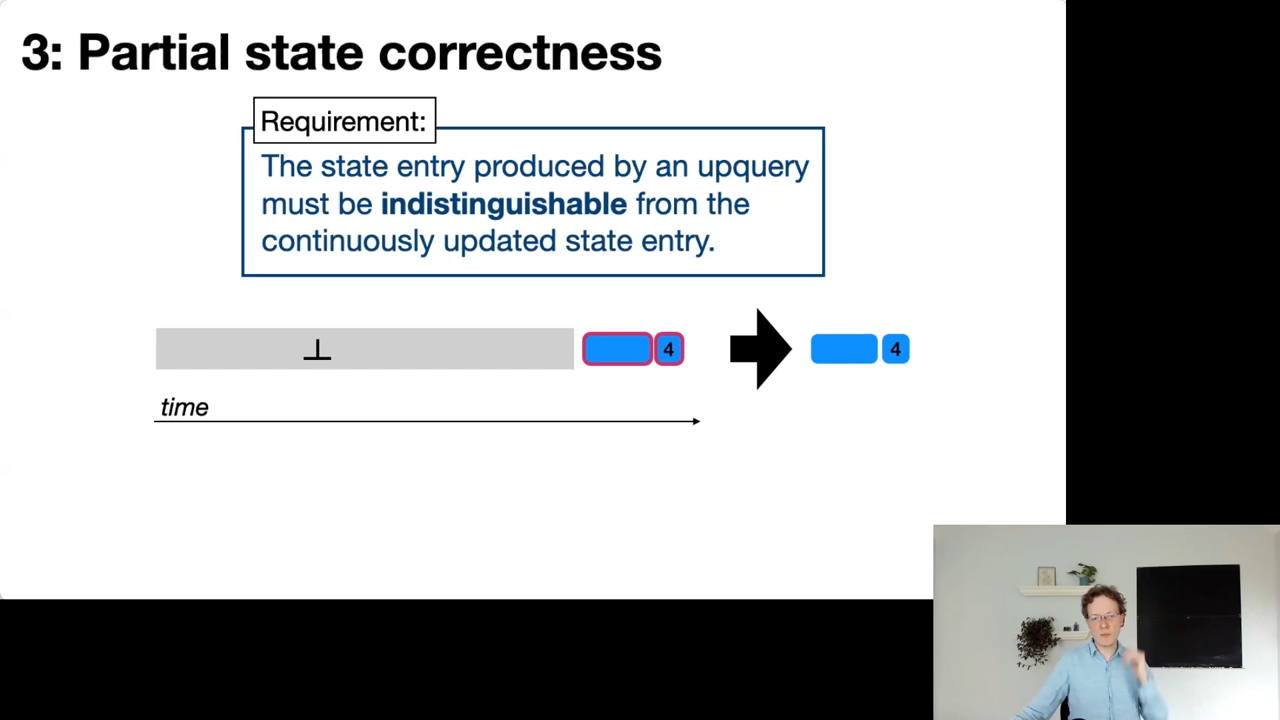 3: Partial state correctness
Requirement:
The state entry produced by an upquery
must be indistinguishable from the
continuously updated state entry.
⊥
4
4
time